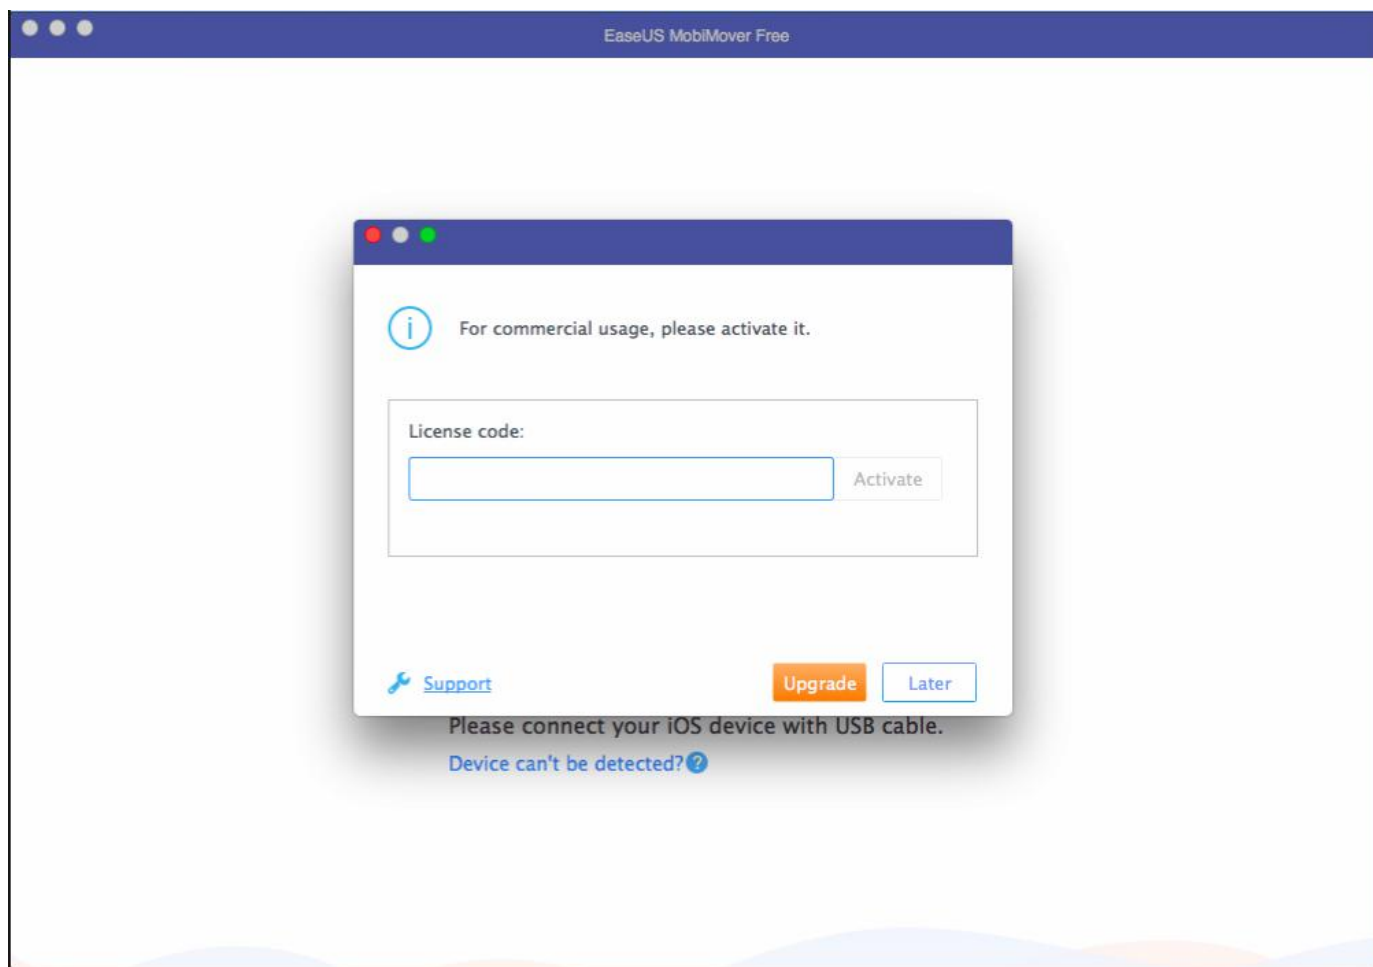 EaseUS MobiMover Free
For commercial usage, please activate it.
License code:
Activate
Support
Upgrade
Later
Please connect your iOS device with USB cable.
Device can't be detected?